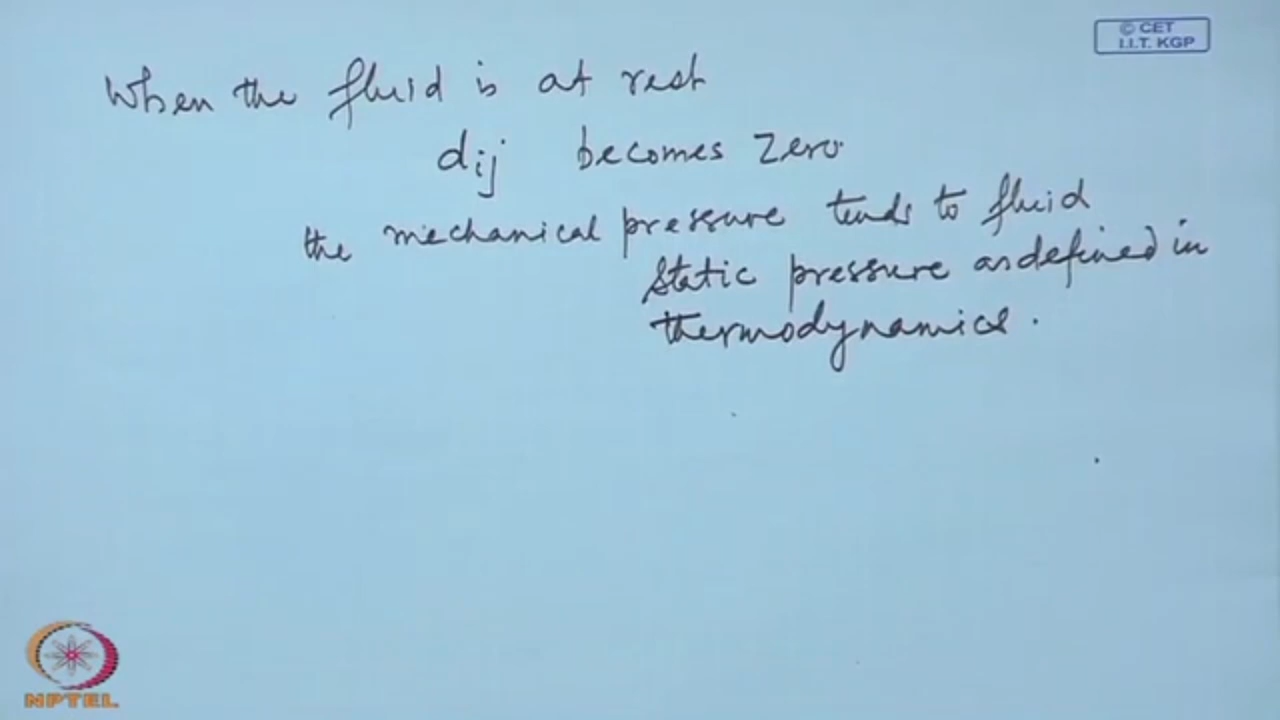 © CET
I.I.T. KGP
When the fluid is at rest
dij becomes zero.
the mechanical pressure tends to fluid
static pressure as defined in
thermodynamics.
NPTEL